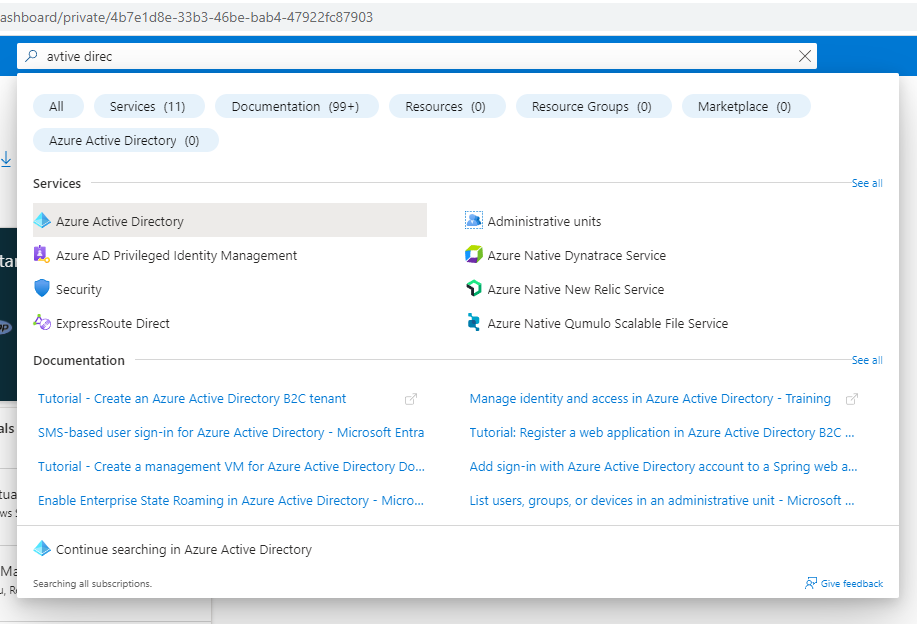 ashboard/private/4b7e1d8e-33b3-46be-bab4-47922fc87903
avtive direc
All Services (11) Documentation (99+) Resources (0) Resource Groups (0) Marketplace (0)
Azure Active Directory (0)
Services See all
Azure Active Directory Administrative units
Azure AD Privileged Identity Management Azure Native Dynatrace Service
Security Azure Native New Relic Service
ExpressRoute Direct Azure Native Qumulo Scalable File Service
Documentation See all
Tutorial - Create an Azure Active Directory B2C tenant Manage identity and access in Azure Active Directory - Training
SMS-based user sign-in for Azure Active Directory - Microsoft Entra Tutorial: Register a web application in Azure Active Directory B2C ...
Tutorial - Create a management VM for Azure Active Directory Do... Add sign-in with Azure Active Directory account to a Spring web a...
Enable Enterprise State Roaming in Azure Active Directory - Micro... List users, groups, or devices in an administrative unit - Microsoft ...
Continue searching in Azure Active Directory
Searching all subscriptions. Give feedback